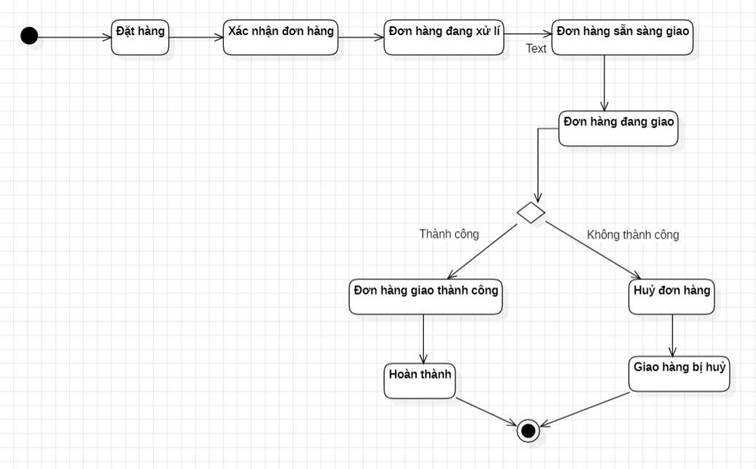 Đặt hàng
Xác nhận đơn hàng
Đơn hàng đang xử lí
Text
Đơn hàng sẵn sàng giao
Đơn hàng đang giao
Thành công
Không thành công
Đơn hàng giao thành công
Huỷ đơn hàng
Hoàn thành
Giao hàng bị huỷ